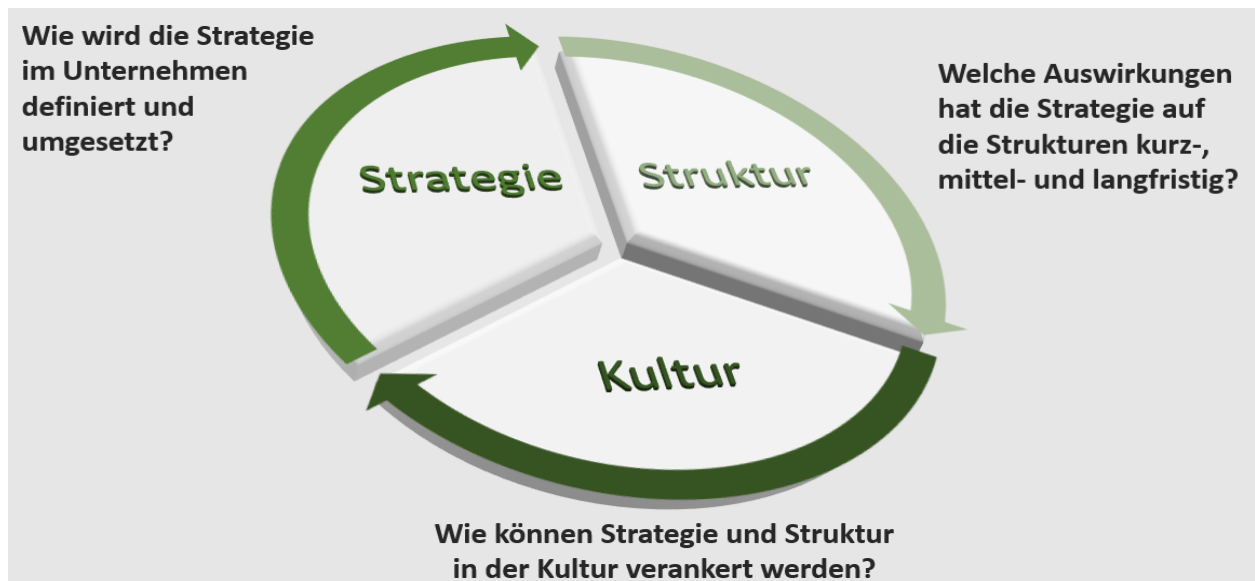 Wie wird die Strategie
im Unternehmen
definiert und
umgesetzt?
Welche Auswirkungen
hat die Strategie auf
die Strukturen kurz-,
mittel- und langfristig?
Strategie
Struktur
Kultur
Wie können Strategie und Struktur
in der Kultur verankert werden?